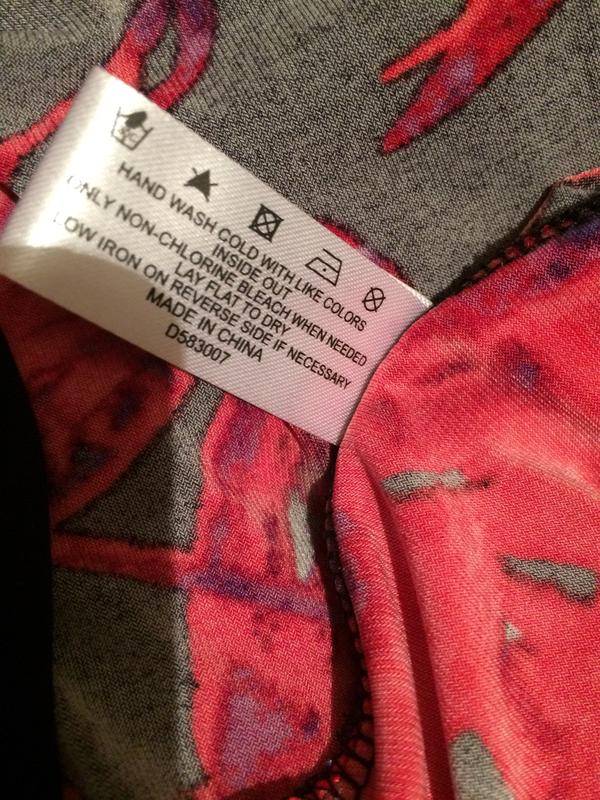 HAND WASH COLD WITH LIKE COLORS
INSIDE OUT
ONLY NON-CHLORINE BLEACH WHEN NEEDED
LAY FLAT TO DRY
LOW IRON ON REVERSE SIDE IF NECESSARY
MADE IN CHINA
D583007